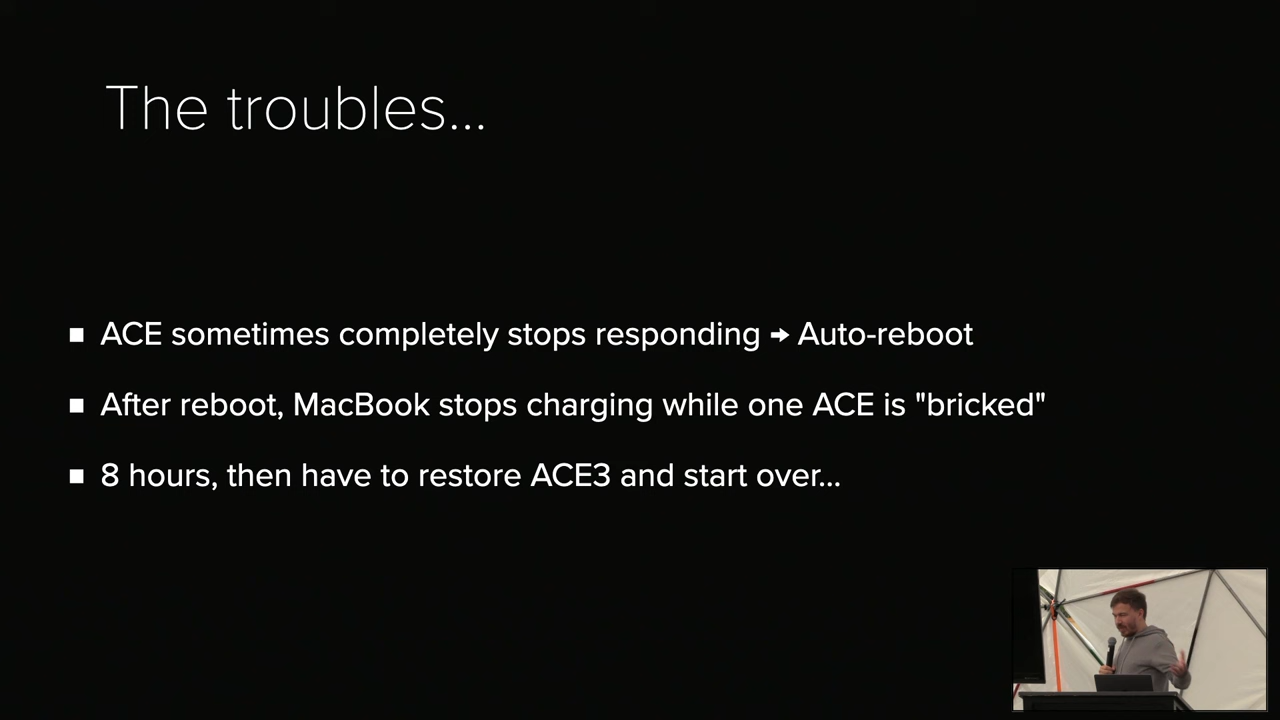 The troubles...
■ ACE sometimes completely stops responding → Auto-reboot
■ After reboot, MacBook stops charging while one ACE is "bricked"
■ 8 hours, then have to restore ACE3 and start over...